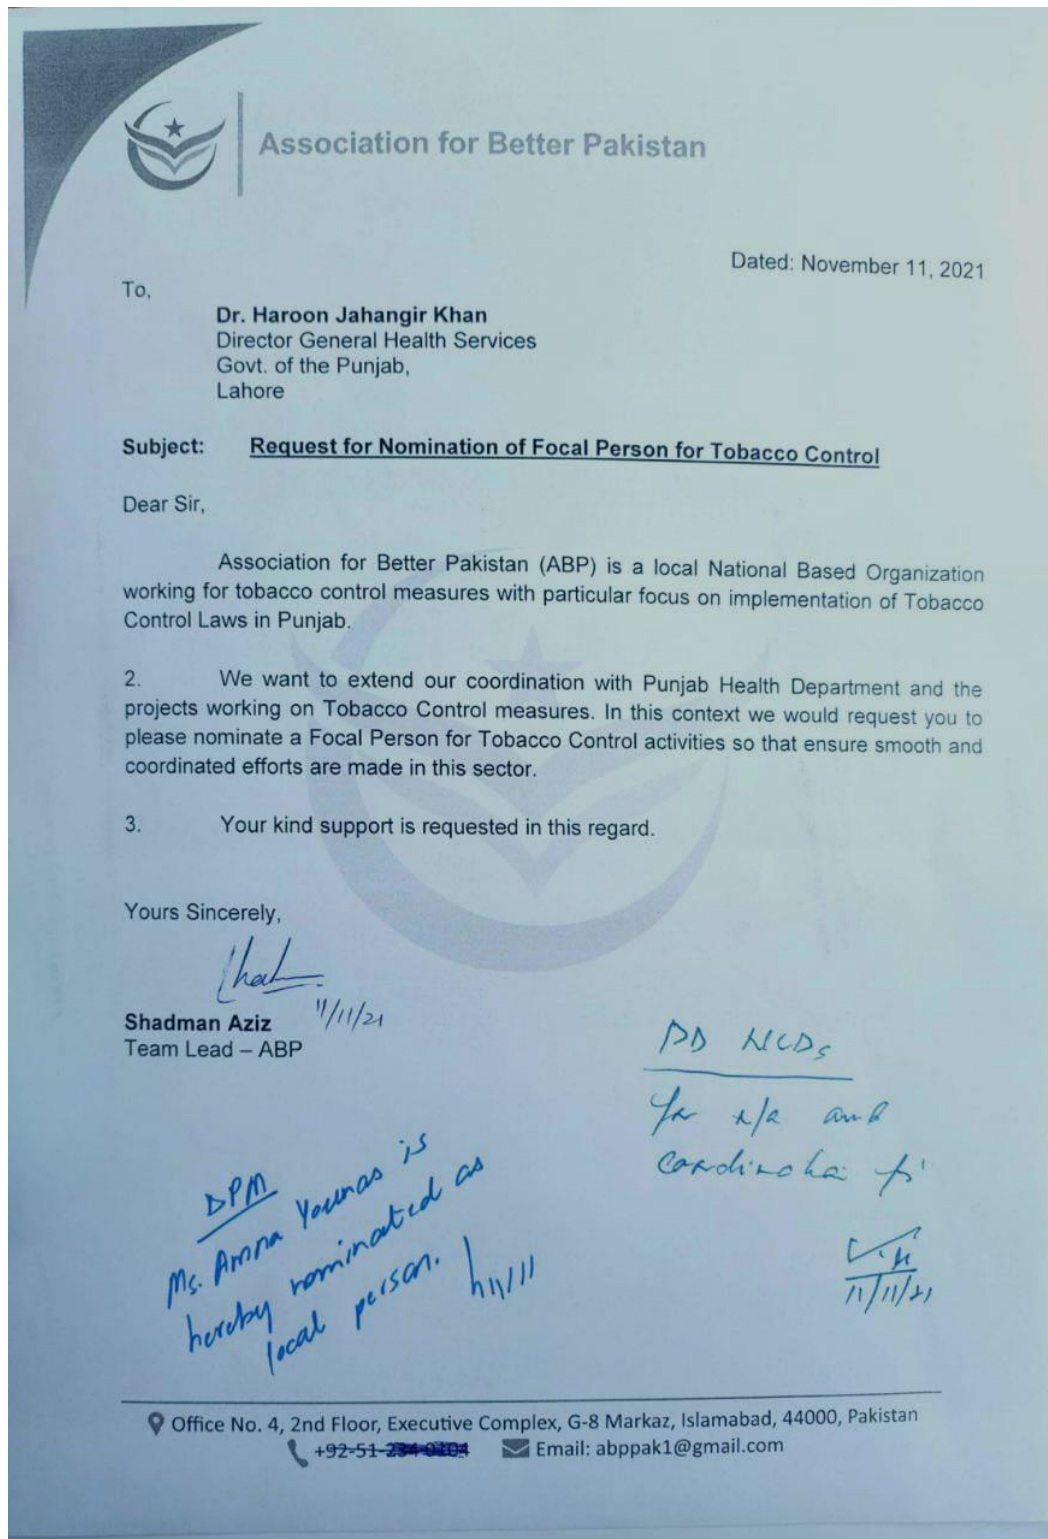 Association for Better Pakistan
Dated: November 11, 2021
To,
Dr. Haroon Jahangir Khan
Director General Health Services
Govt. of the Punjab,
Lahore
Subject: Request for Nomination of Focal Person for Tobacco Control
Dear Sir,
Association for Better Pakistan (ABP) is a local National Based Organization
working for tobacco control measures with particular focus on implementation of Tobacco
Control Laws in Punjab.
2. We want to extend our coordination with Punjab Health Department and the
projects working on Tobacco Control measures. In this context we would request you to
please nominate a Focal Person for Tobacco Control activities so that ensure smooth and
coordinated efforts are made in this sector.
3. Your kind support is requested in this regard.
Yours Sincerely,
11/11/21
Shadman Aziz
Team Lead – ABP
DD NCDs
for n/a and
11/11/21
DPM
Ms. Amna Younas is
hereby nominated as
focal person.
11/11
Office No. 4, 2nd Floor, Executive Complex, G-8 Markaz, Islamabad, 44000, Pakistan
+92-51- Email: abppak1@gmail.com